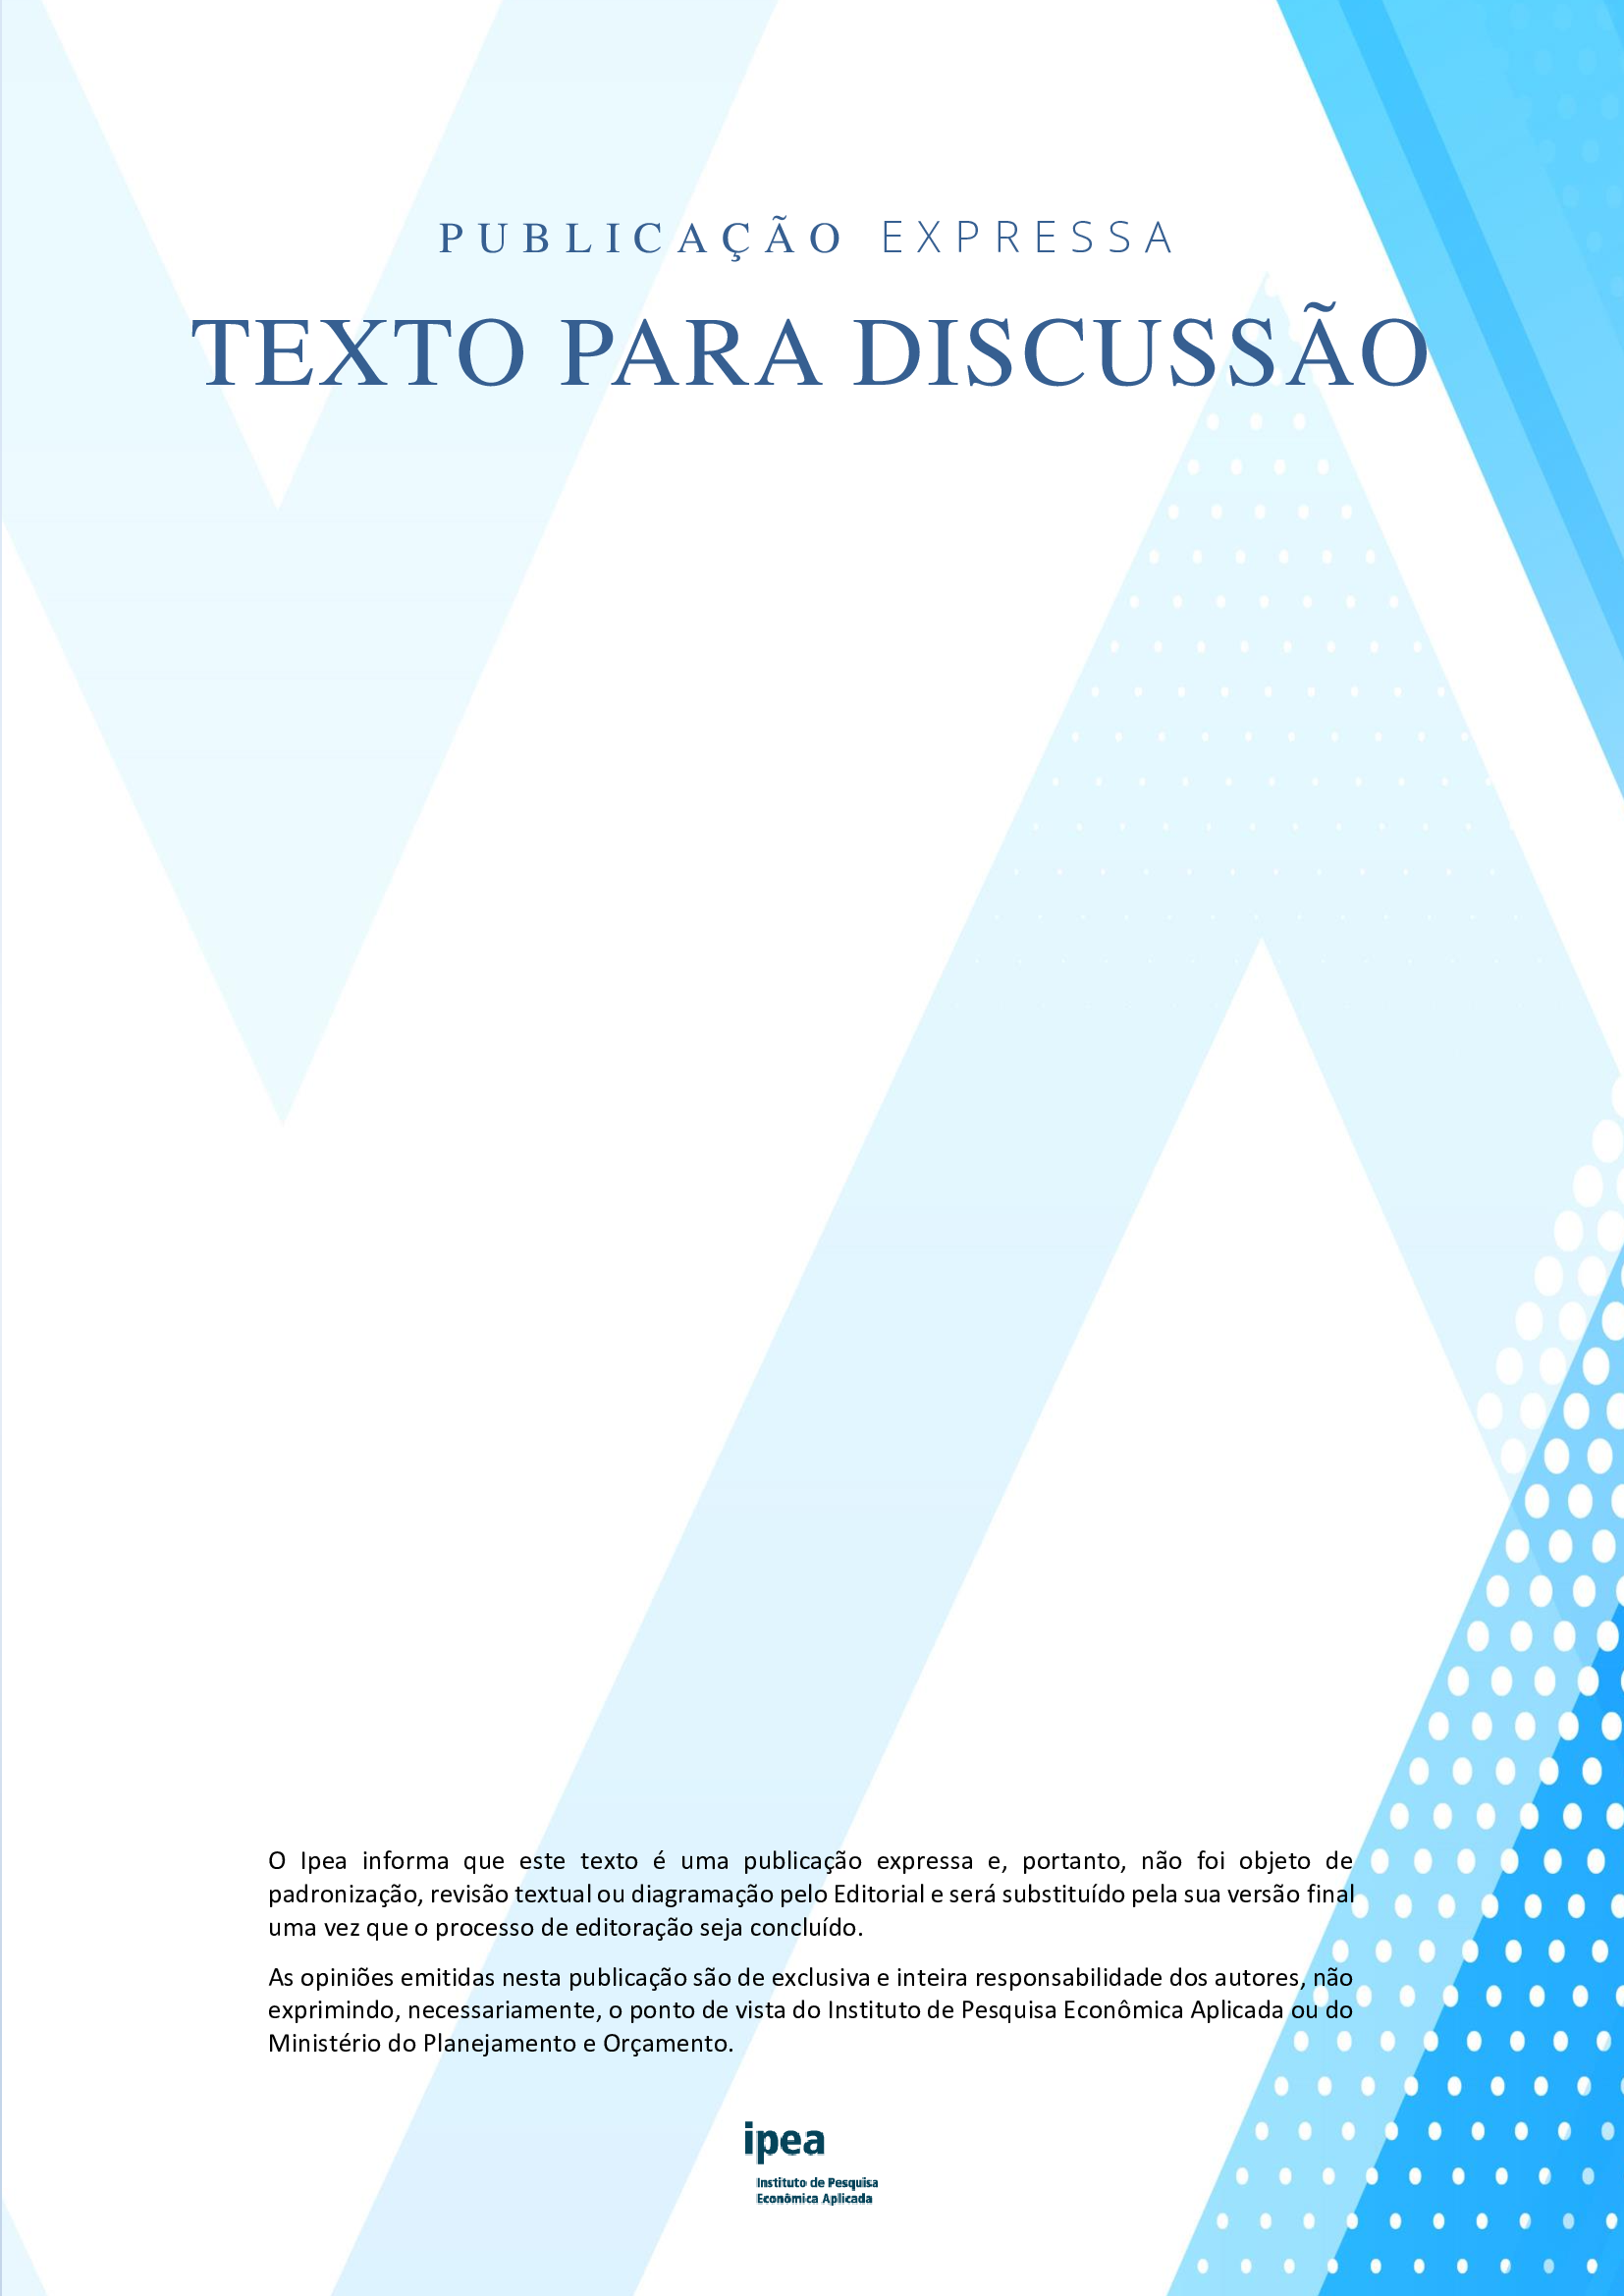 PUBLICAÇÃO EXPRESSA
TEXTO PARA DISCUSSÃO
O Ipea informa que este texto é uma publicação expressa e, portanto, não foi objeto de
padronização, revisão textual ou diagramação pelo Editorial e será substituído pela sua versão final
uma vez que o processo de editoração seja concluído.
As opiniões emitidas nesta publicação são de exclusiva e inteira responsabilidade dos autores, não
exprimindo, necessariamente, o ponto de vista do Instituto de Pesquisa Econômica Aplicada ou do
Ministério do Planejamento e Orçamento.
ipea
Instituto de Pesquisa
Econômica Aplicada